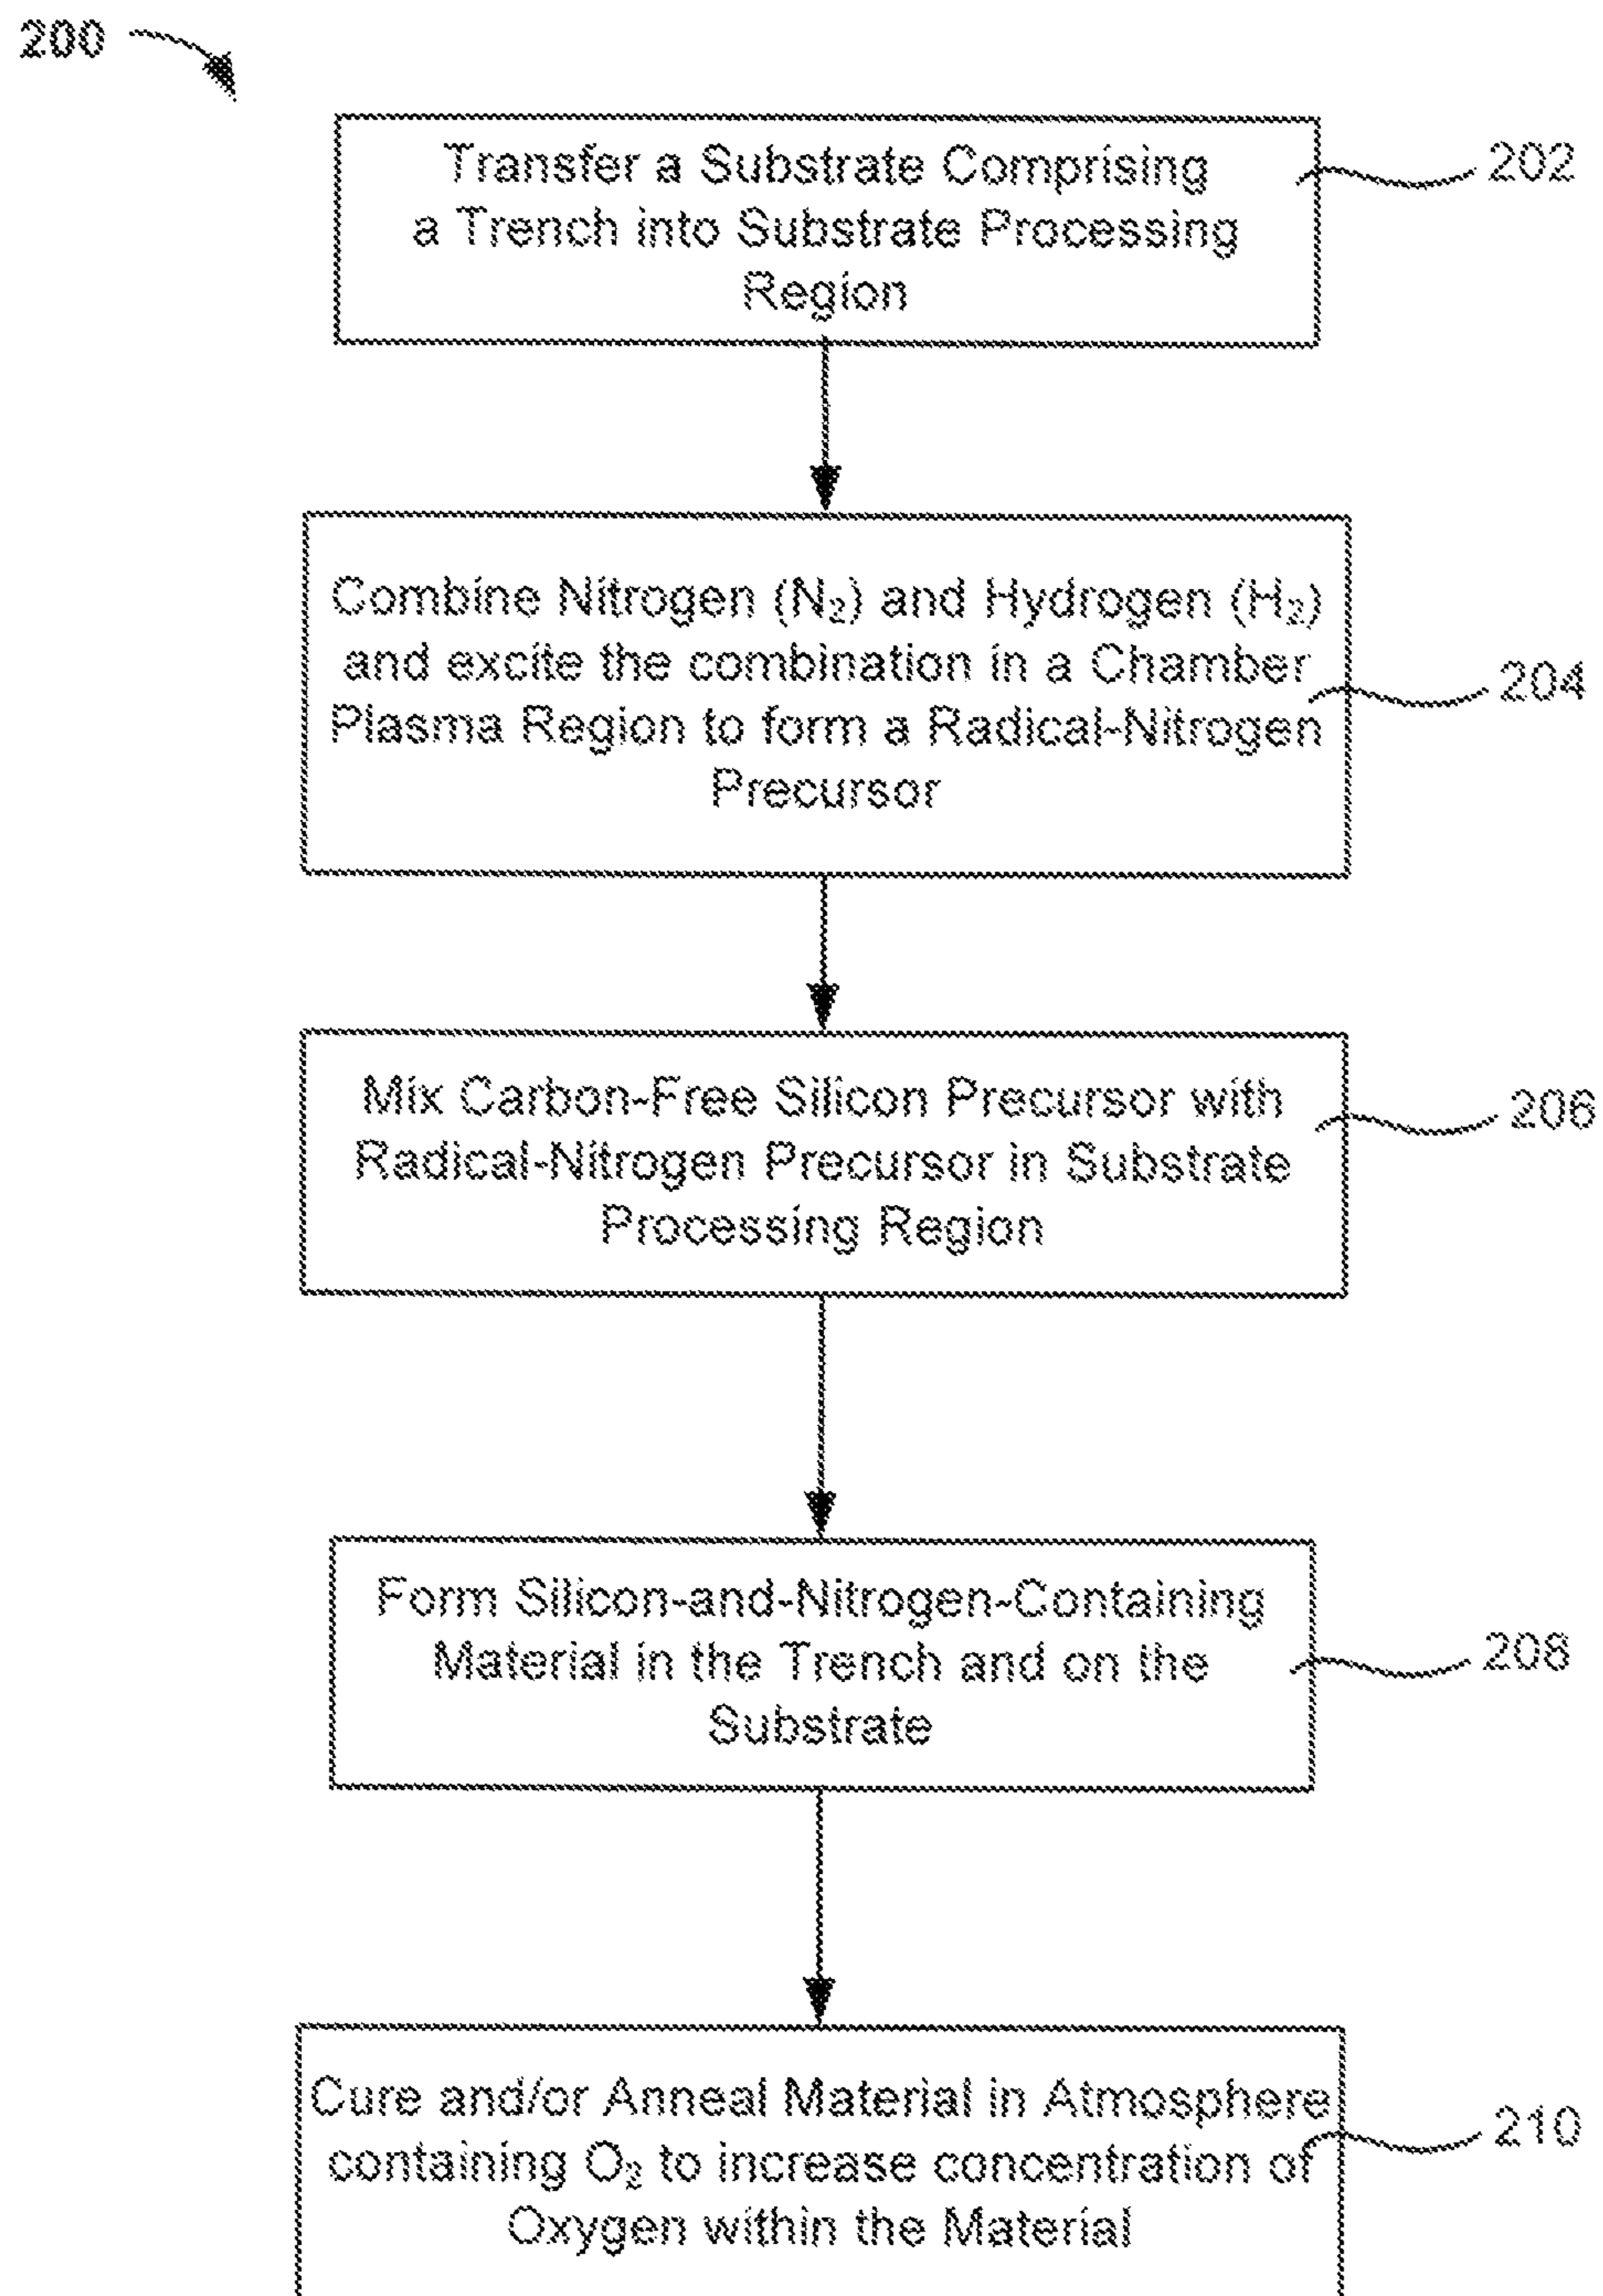 200
Transfer a Substrate Comprising
a Trench into Substrate Processing
Region
202
Combine Nitrogen (N₂) and Hydrogen (H₂)
and excite the combination in a Chamber
Plasma Region to form a Radical-Nitrogen
Precursor
204
Mix Carbon-Free Silicon Precursor with
Radical-Nitrogen Precursor in Substrate
Processing Region
206
Form Silicon-and-Nitrogen-Containing
Material in the Trench and on the
Substrate
208
Cure and/or Anneal Material in Atmosphere
containing O₂ to increase concentration of
Oxygen within the Material
210